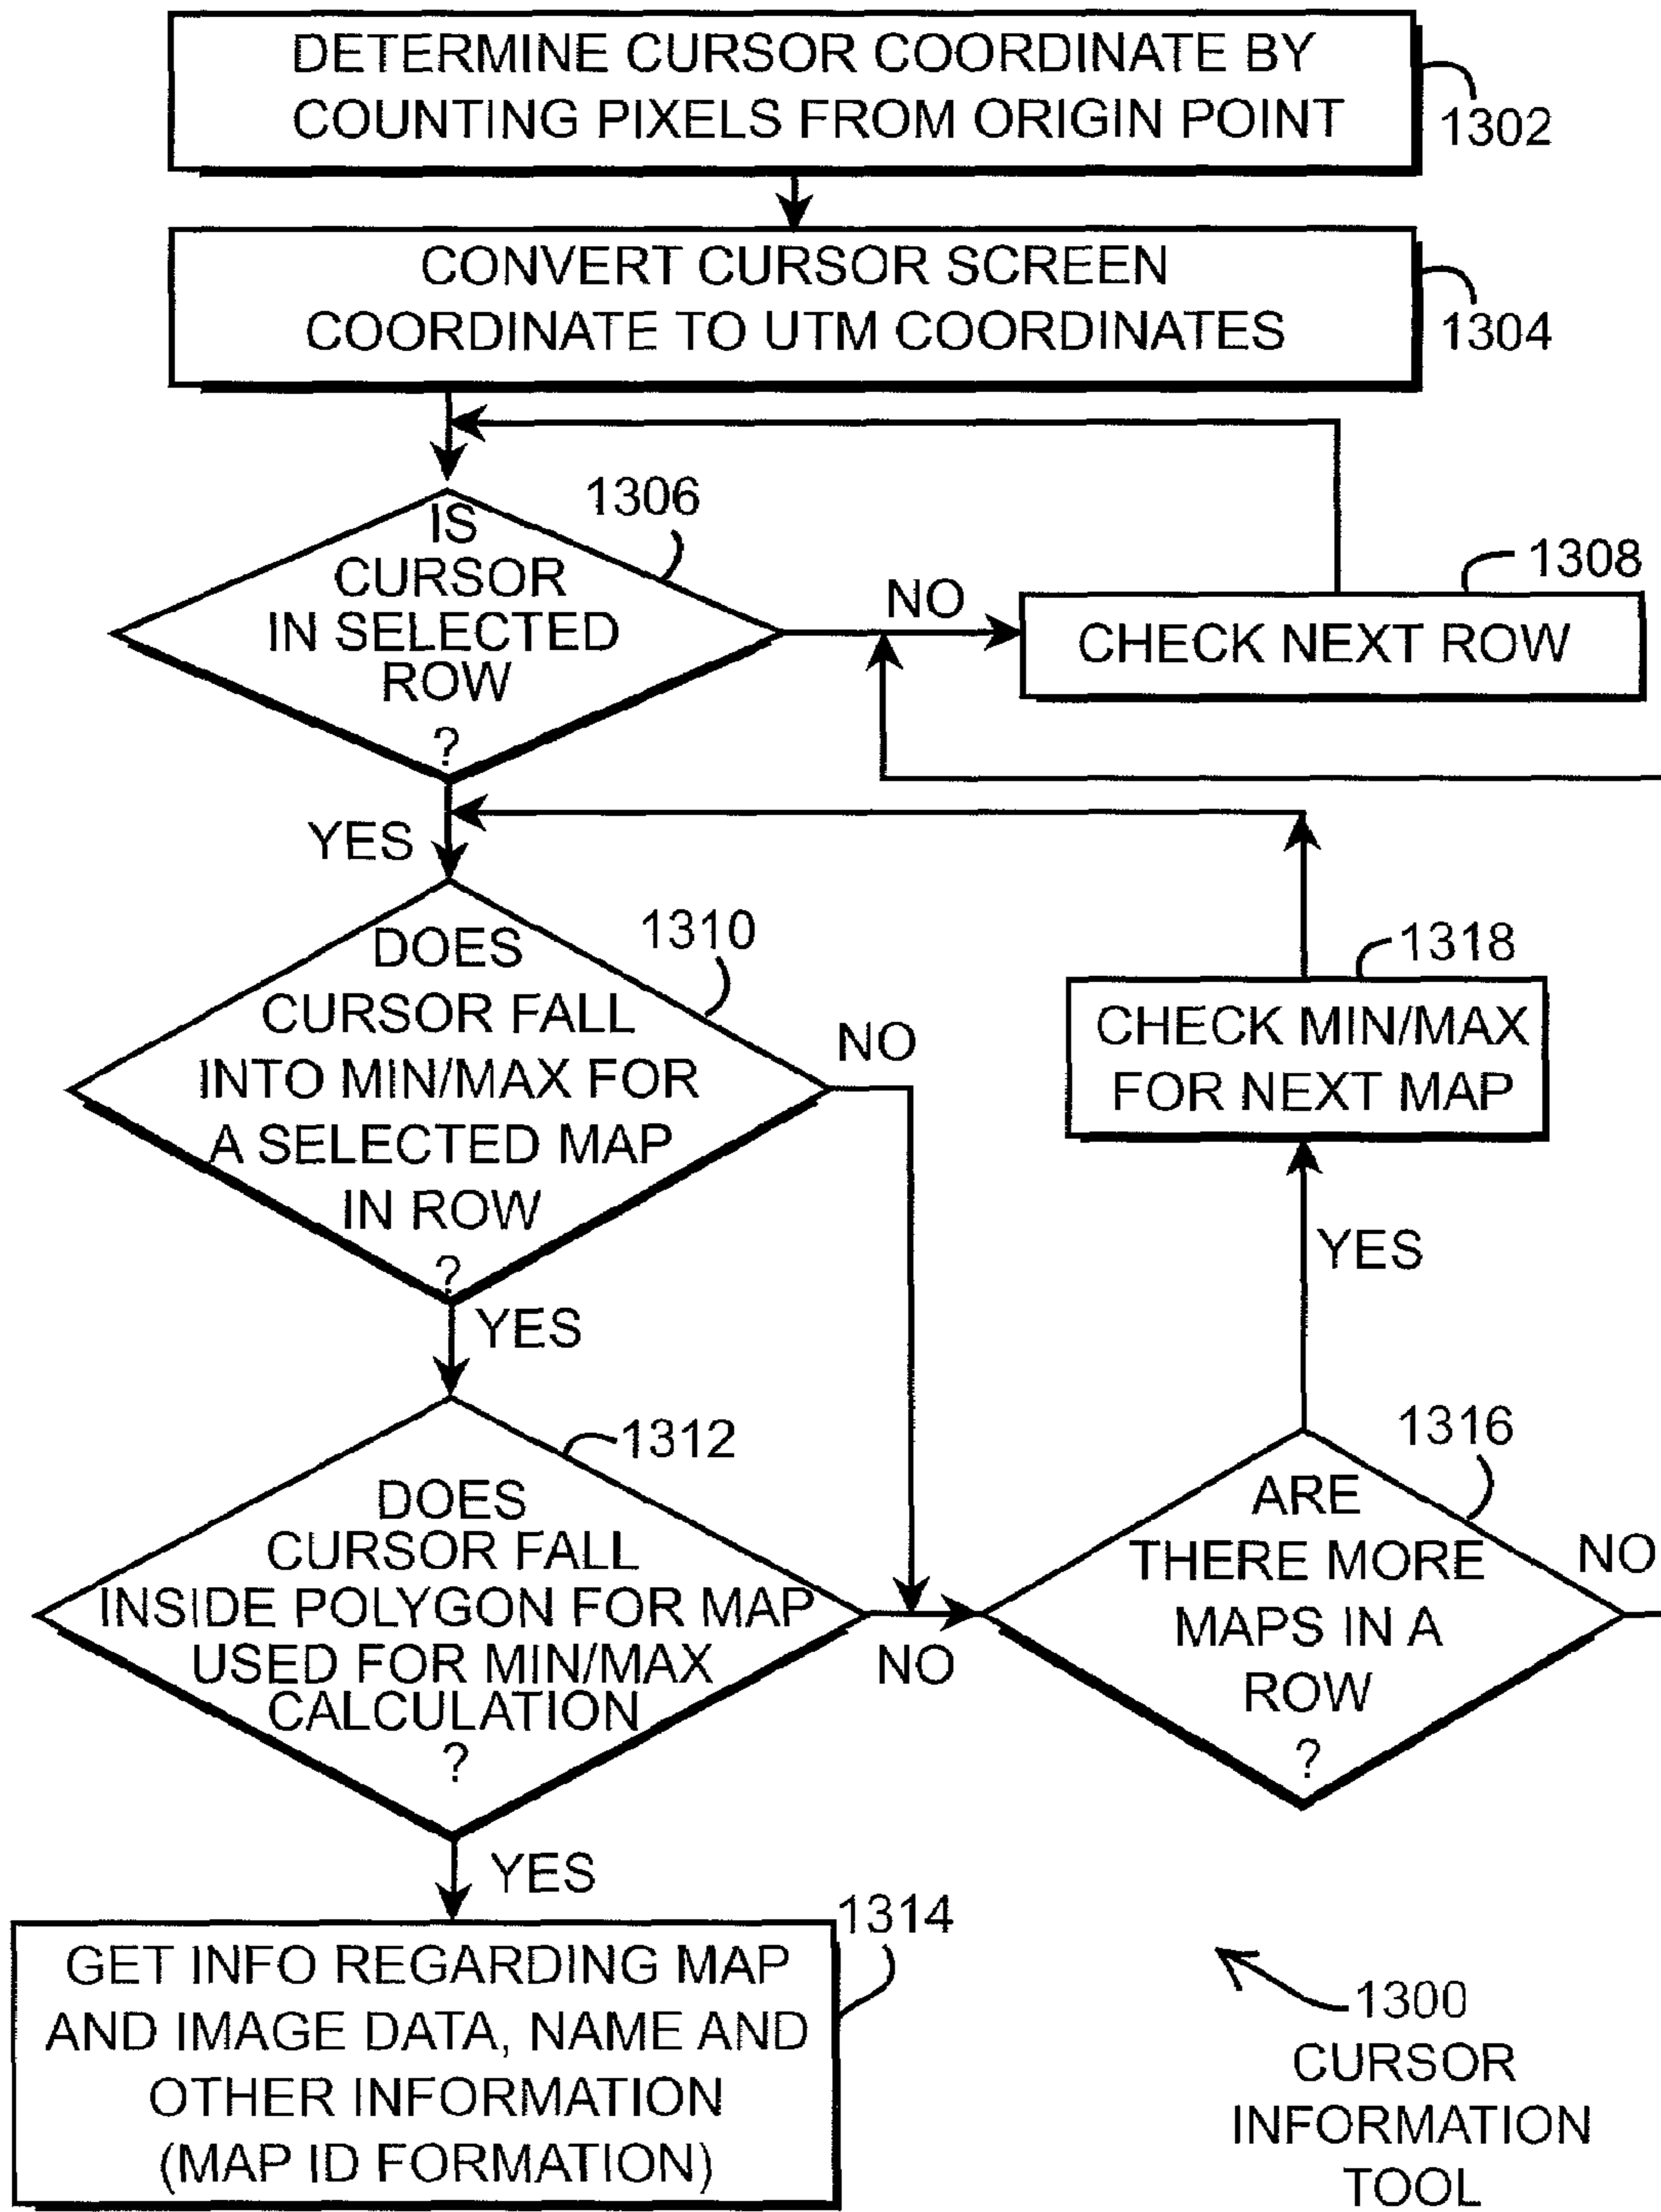 DETERMINE CURSOR COORDINATE BY
COUNTING PIXELS FROM ORIGIN POINT
1302
CONVERT CURSOR SCREEN
COORDINATE TO UTM COORDINATES
1304
1306
IS
CURSOR
IN SELECTED
ROW
?
NO
1308
CHECK NEXT ROW
YES
1310
DOES
CURSOR FALL
INTO MIN/MAX FOR
A SELECTED MAP
IN ROW
?
NO
1318
CHECK MIN/MAX
FOR NEXT MAP
YES
YES
1312
DOES
CURSOR FALL
INSIDE POLYGON FOR MAP
USED FOR MIN/MAX
CALCULATION
?
NO
1316
ARE
THERE MORE
MAPS IN A
ROW
?
NO
YES
1314
GET INFO REGARDING MAP
AND IMAGE DATA, NAME AND
OTHER INFORMATION
(MAP ID FORMATION)
1300
CURSOR
INFORMATION
TOOL